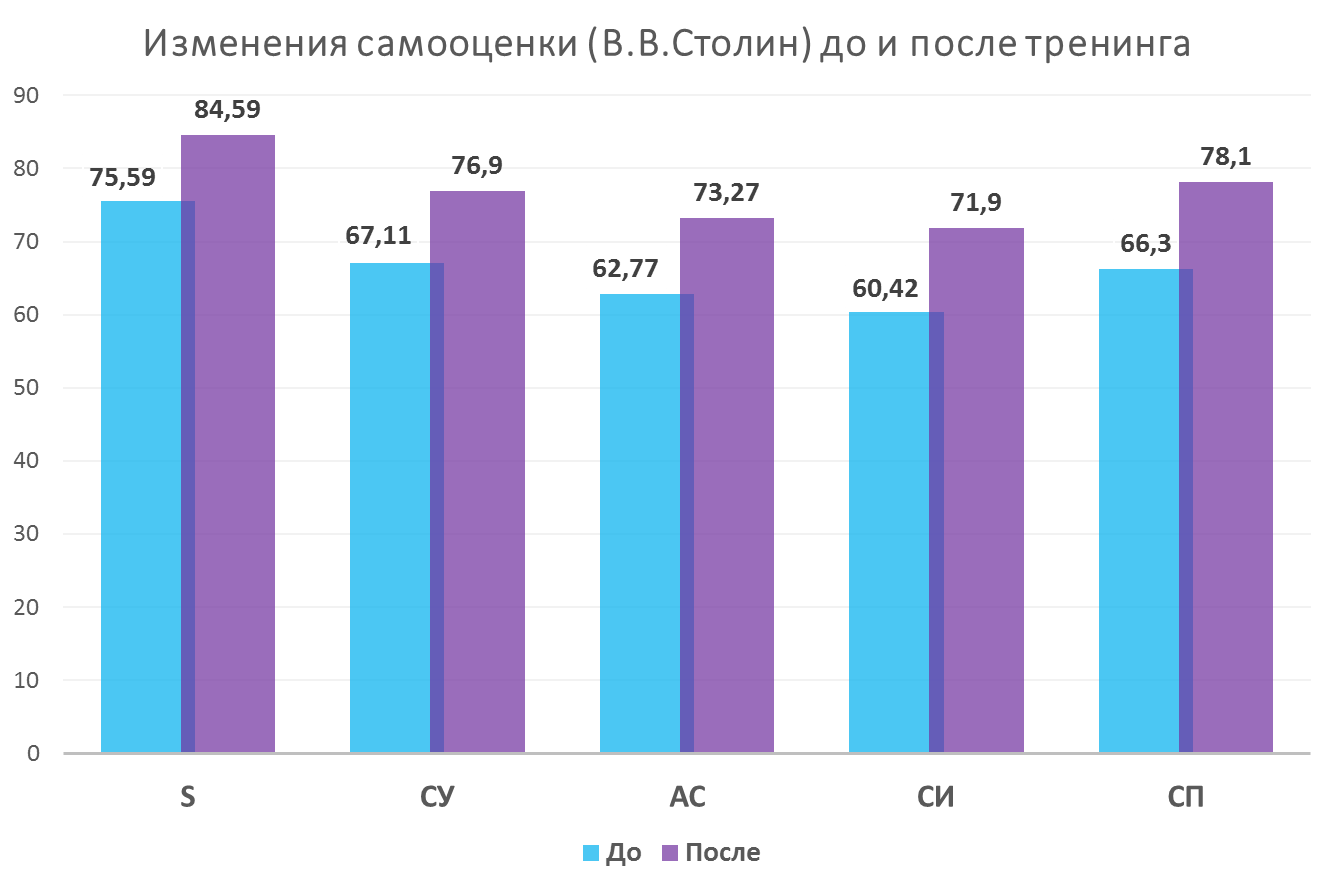 Изменения самооценки (В.В.Столин) до и после тренинга
90
80
70
60
50
40
30
20
10
0
75,59
84,59
67,11
76,9
62,77
73,27
60,42
71,9
66,3
78,1
S
СУ
АС
СИ
СП
До
После